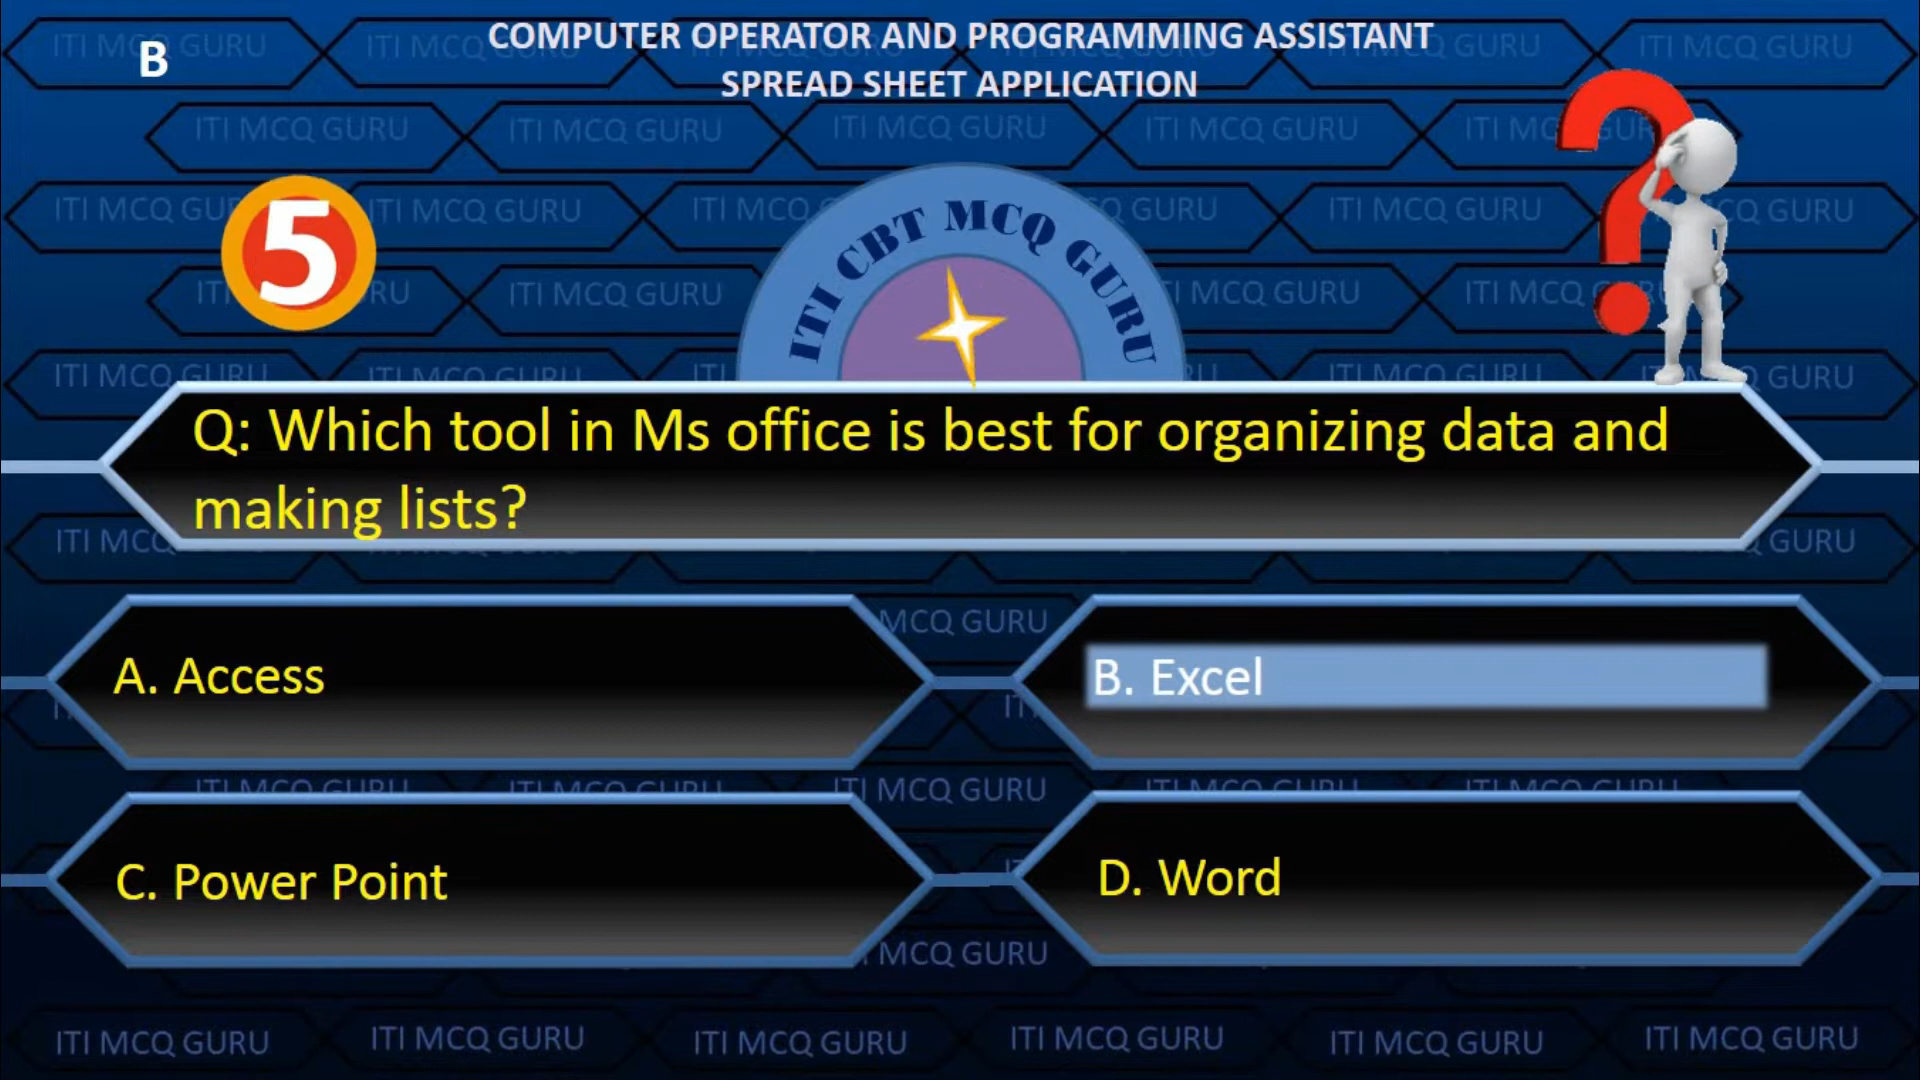 B
COMPUTER OPERATOR AND PROGRAMMING ASSISTANT
SPREAD SHEET APPLICATION
5
ITI CBT MCQ GURU
Q: Which tool in Ms office is best for organizing data and
making lists?
A. Access
B. Excel
C. Power Point
D. Word
ITI MCQ GURU ITI MCQ GURU ITI MCQ GURU ITI MCQ GURU ITI MCQ GURU ITI MCQ GURU